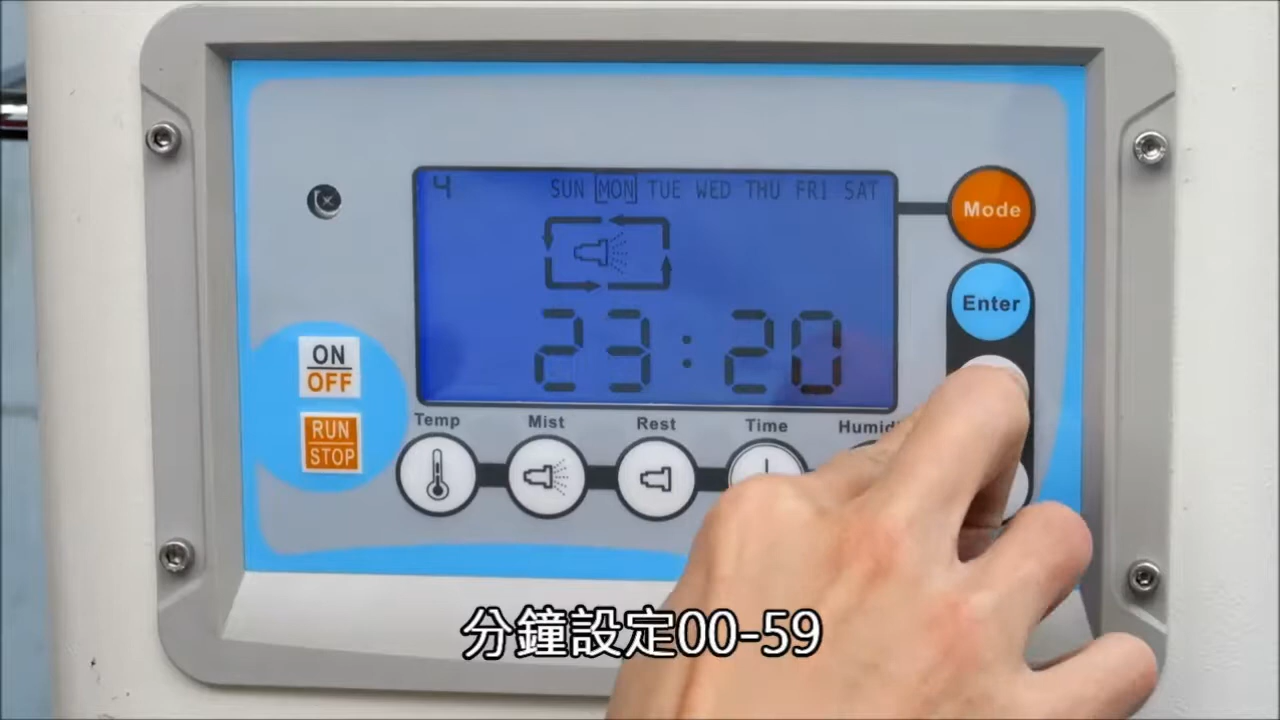 4 SUN MON TUE WED THU FRI SAT
Mode
Enter
23:20
ON
OFF
RUN
STOP
Temp Mist Rest Time
分鐘設定00-59